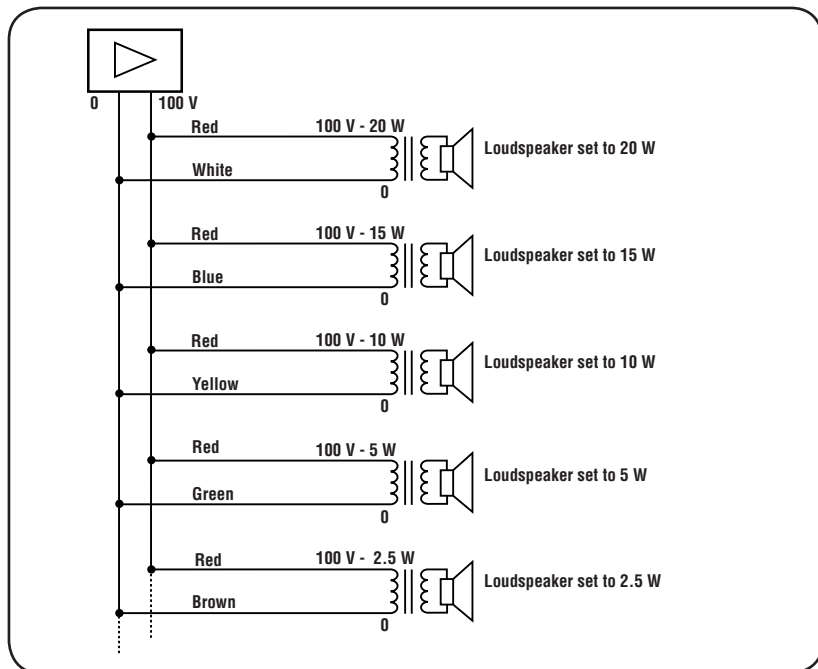 0 100 V
Red 100 V - 20 W
Loudspeaker set to 20 W
White
0
Red 100 V - 15 W
Loudspeaker set to 15 W
Blue
0
Red 100 V - 10 W
Loudspeaker set to 10 W
Yellow
0
Red 100 V - 5 W
Loudspeaker set to 5 W
Green
0
Red 100 V - 2.5 W
Loudspeaker set to 2.5 W
Brown
0